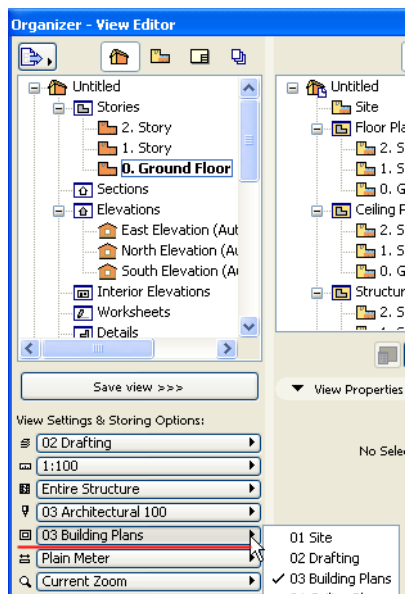 Organizer - View Editor
Untitled
Stories
2. Story
1. Story
0. Ground Floor
Sections
Elevations
East Elevation (Aut
North Elevation (Au
South Elevation (Au
Interior Elevations
Worksheets
Details
Save view >>>
View Settings & Storing Options:
02 Drafting
1:100
Entire Structure
03 Architectural 100
03 Building Plans
Plain Meter
Current Zoom
Untitled
Site
Floor Pla
2. S
1. S
0. G
Ceiling P
2. S
1. S
0. G
Structur
2. S
View Properties
No Sele
01 Site
02 Drafting
03 Building Plans